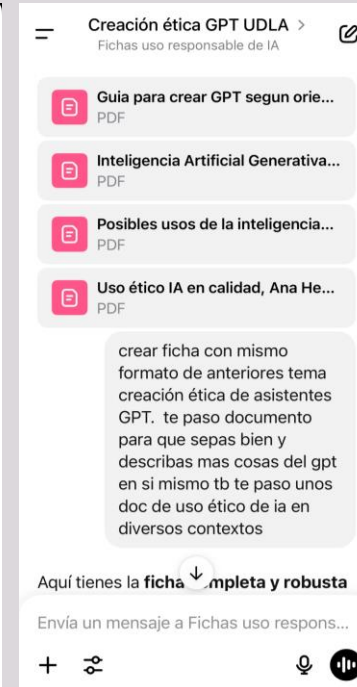 Creación ética GPT UDLA >
Fichas uso responsable de IA
Guia para crear GPT segun orie...
PDF
Inteligencia Artificial Generativa...
PDF
Posibles usos de la inteligencia...
PDF
Uso ético IA en calidad, Ana He...
PDF
crear ficha con mismo
formato de anteriores tema
creación ética de asistentes
GPT. te paso documento
para que sepas bien y
describas mas cosas del gpt
en si mismo tb te paso unos
doc de uso ético de ia en
diversos contextos
Aquí tienes la ficha mpleta y robusta
Envía un mensaje a Fichas uso respons...